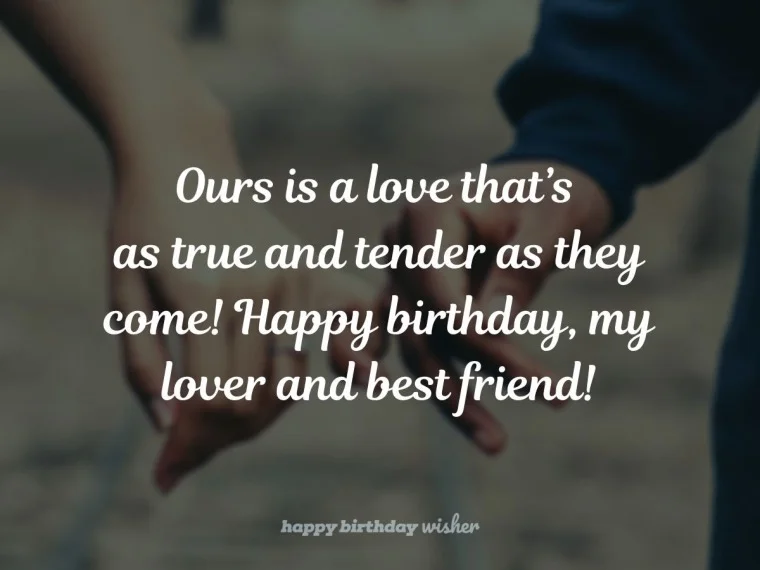 Ours is a love that’s
as true and tender as they
come! Happy birthday, my
lover and best friend!
happy birthday wisher